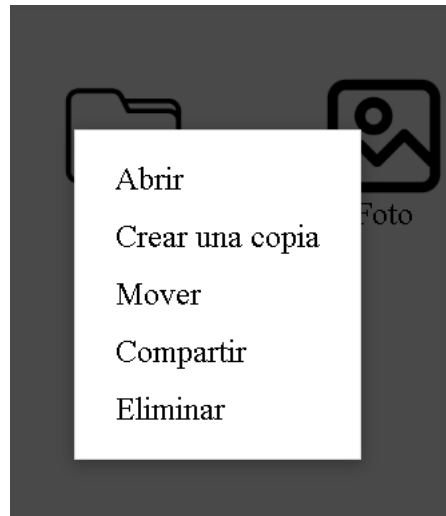 Abrir
Crear una copia
Mover
Compartir
Eliminar
Foto